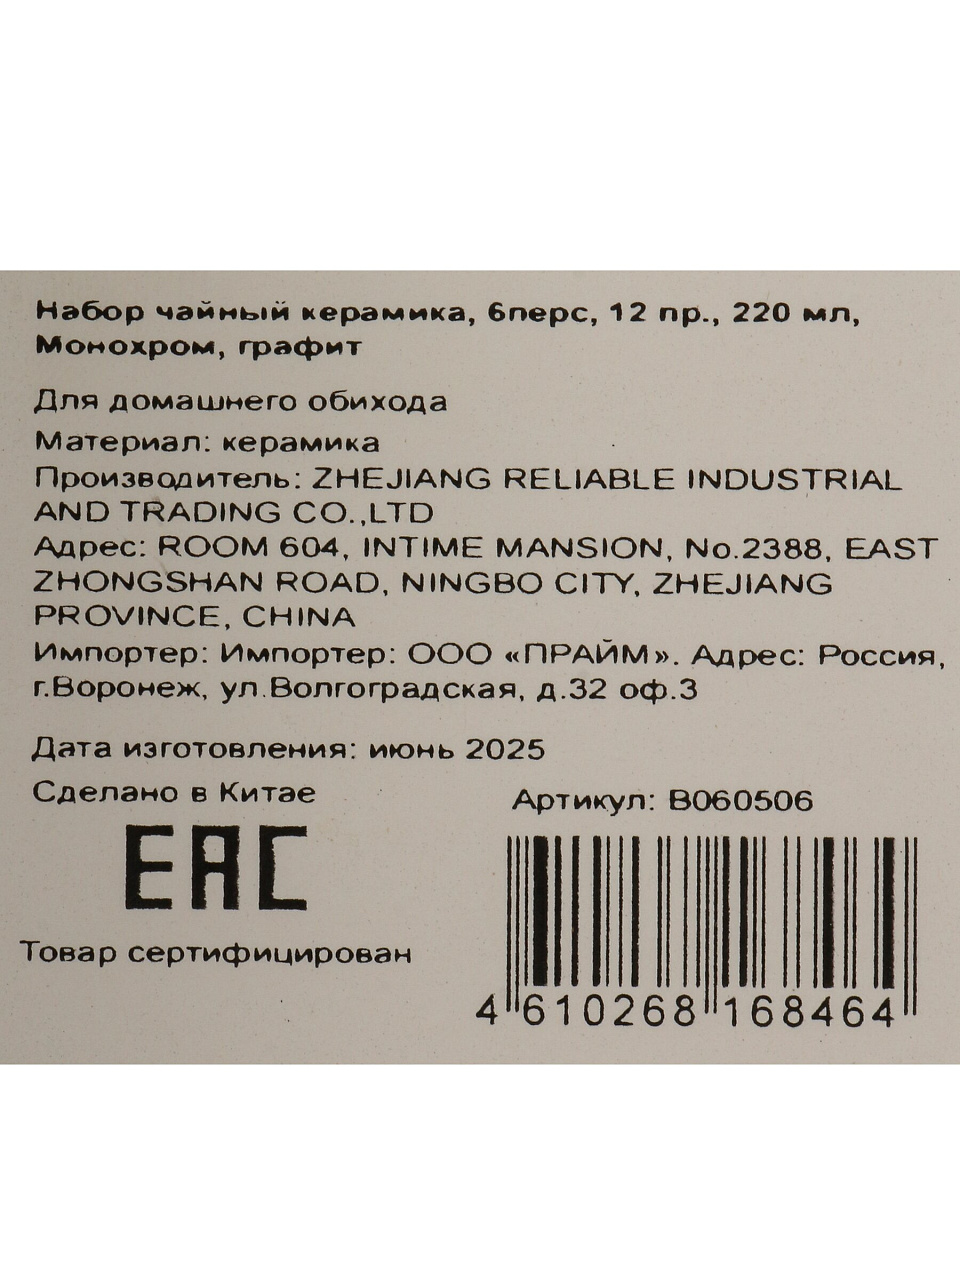 Набор чайный керамика, 6перс, 12 пр., 220 мл,
Монохром, графит
Для домашнего обихода
Материал: керамика
Производитель: ZHEJIANG RELIABLE INDUSTRIAL
AND TRADING CO.,LTD
Адрес: ROOM 604, INTIME MANSION, No.2388, EAST
ZHONGSHAN ROAD, NINGBO CITY, ZHEJIANG
PROVINCE, CHINA
Импортер: Импортер: ООО «ПРАЙМ». Адрес: Россия,
г.Воронеж, ул.Волгоградская, д.32 оф.3
Дата изготовления: июнь 2025
Сделано в Китае
Артикул: B060506
EAC
Товар сертифицирован
4 610268 168464